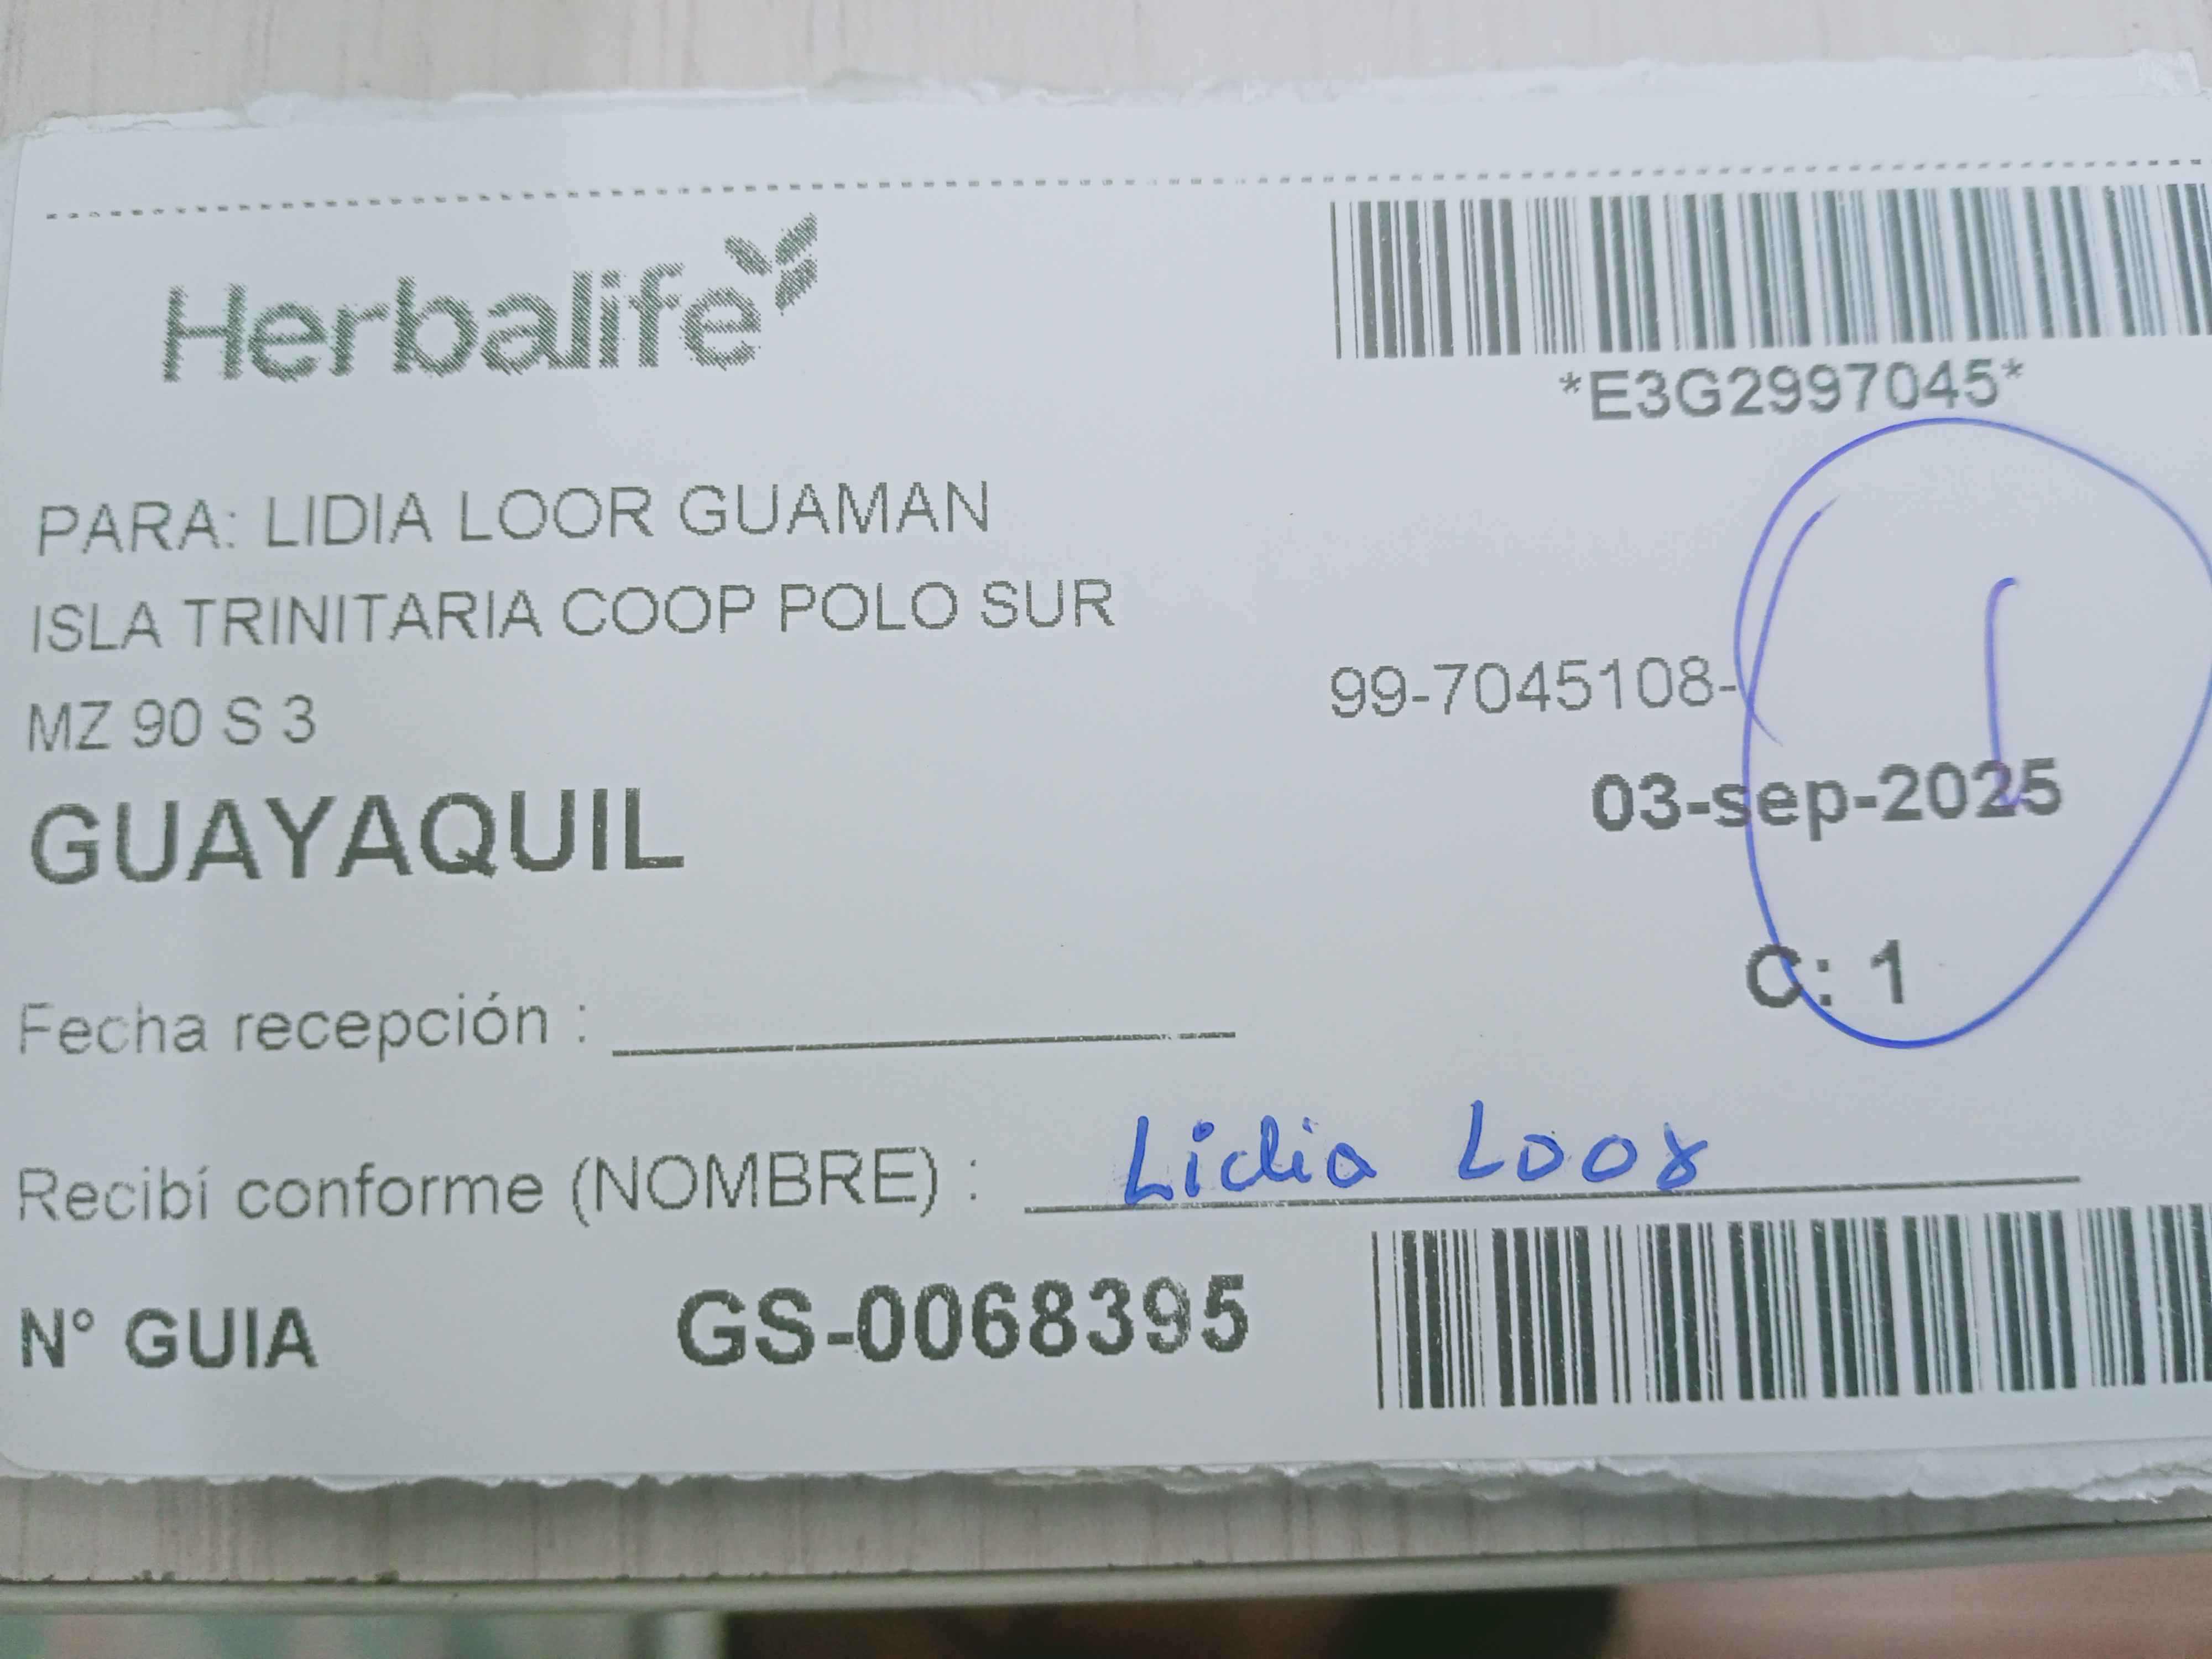 Herbalife
*E3G2997045*
PARA: LIDIA LOOR GUAMAN
ISLA TRINITARIA COOP POLO SUR
MZ 90 S 3
99-7045108-
GUAYAQUIL
03-sep-2025
C: 1
Fecha recepción :
Recibí conforme (NOMBRE) : Lidia Loor
N° GUIA GS-0068395